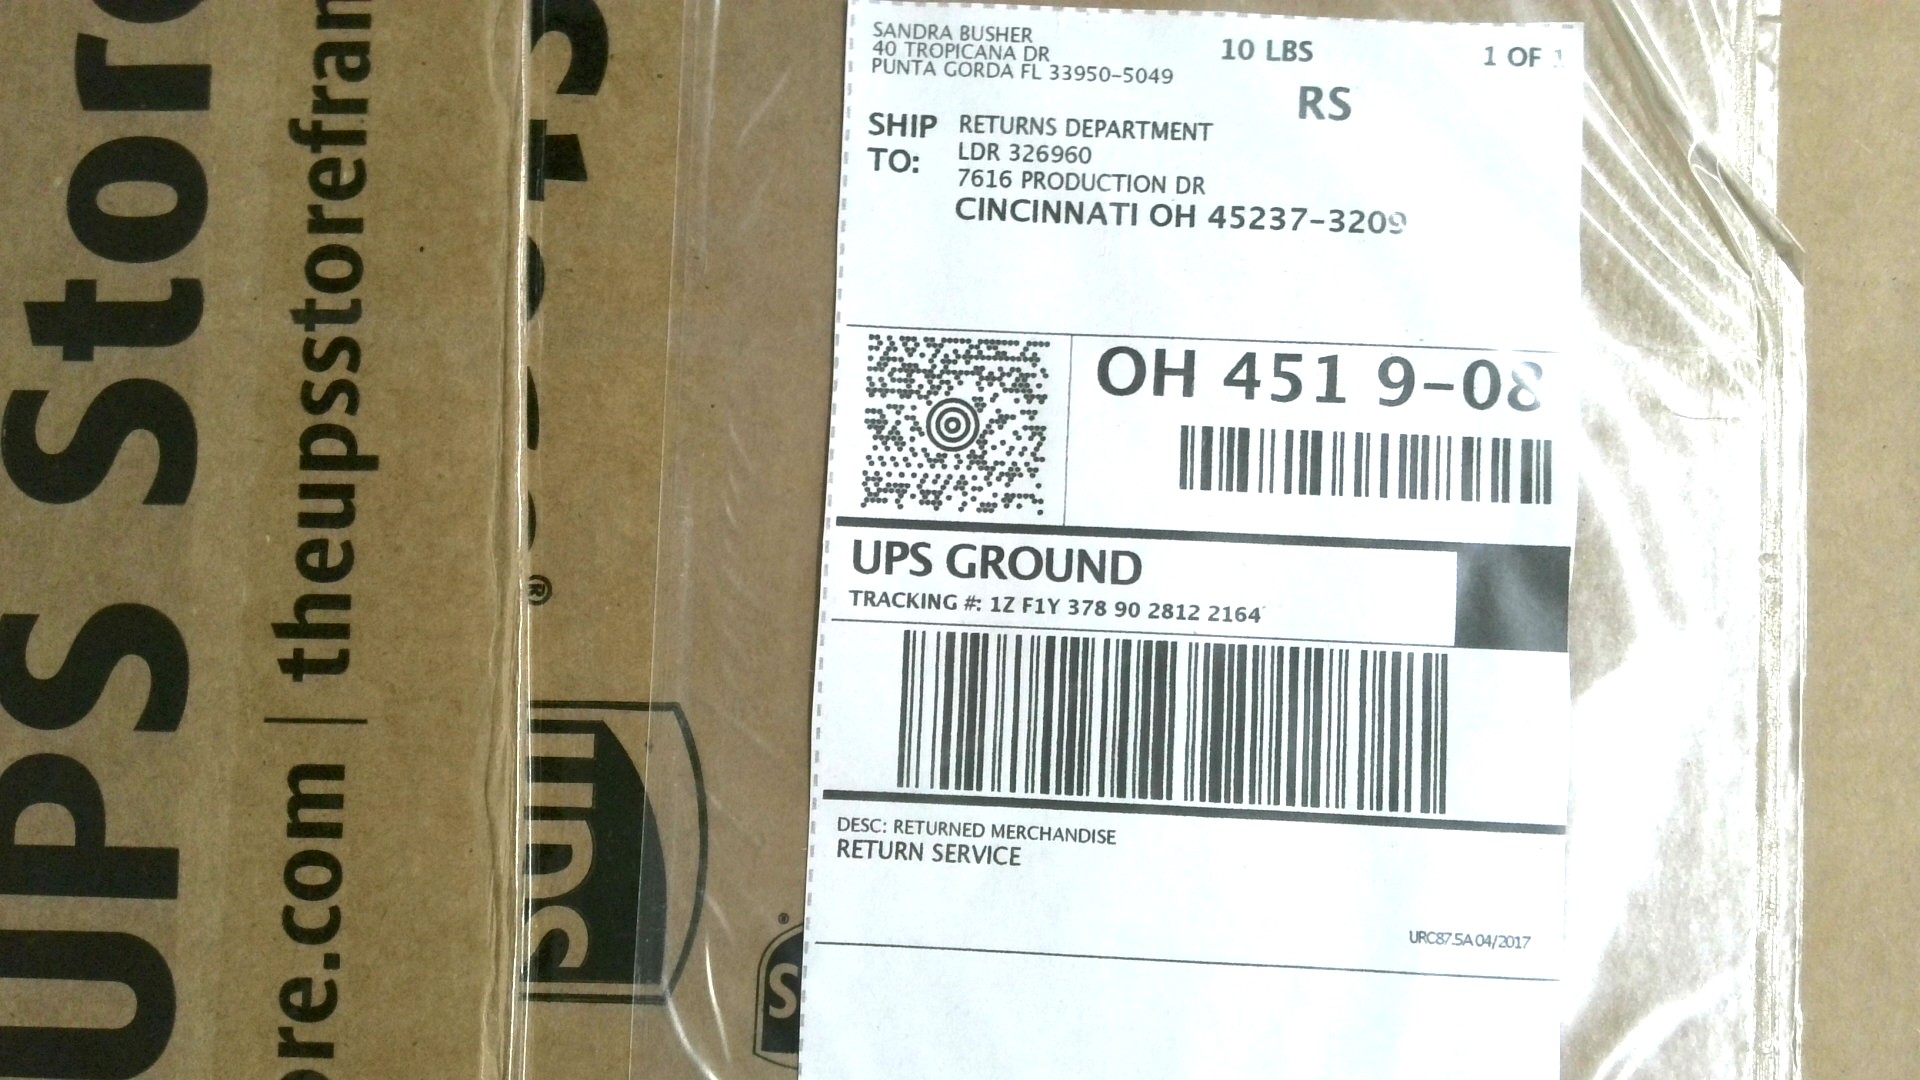 SANDRA BUSHER
40 TROPICANA DR
PUNTA GORDA FL 33950-5049
10 LBS
1 OF
RS
SHIP TO:
RETURNS DEPARTMENT
LDR 326960
7616 PRODUCTION DR
CINCINNATI OH 45237-3209
OH 451 9-08
UPS GROUND
TRACKING #: 1Z F1Y 378 90 2812 2164
DESC: RETURNED MERCHANDISE
RETURN SERVICE
URC87.5A 04/2017
UPS Store
ore.com | theupsstorefran